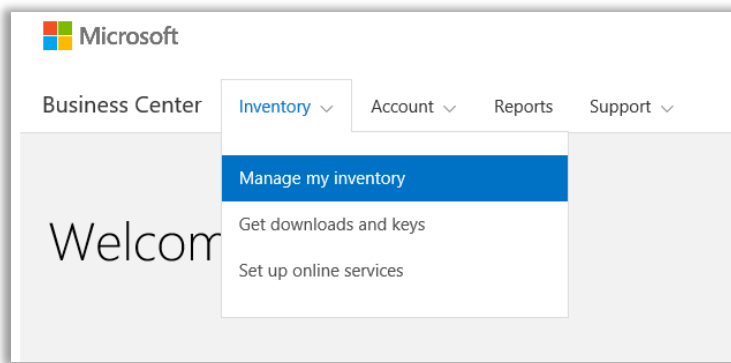 Microsoft
Business Center Inventory Account Reports Support
Manage my inventory
Get downloads and keys
Welcom
Set up online services